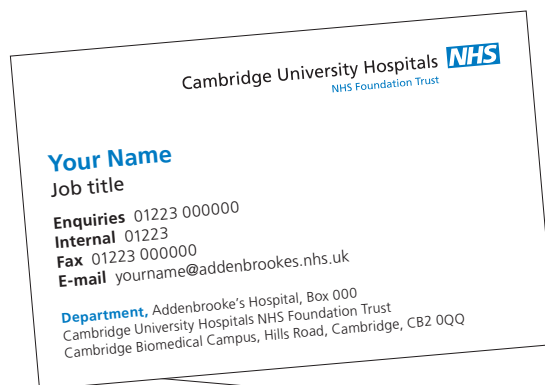 Cambridge University Hospitals NHS
NHS Foundation Trust
Your Name
Job title
Enquiries 01223 000000
Internal 01223
Fax 01223 000000
E-mail yourname@addenbrookes.nhs.uk
Department, Addenbrooke's Hospital, Box 000
Cambridge University Hospitals NHS Foundation Trust
Cambridge Biomedical Campus, Hills Road, Cambridge, CB2 0QQ